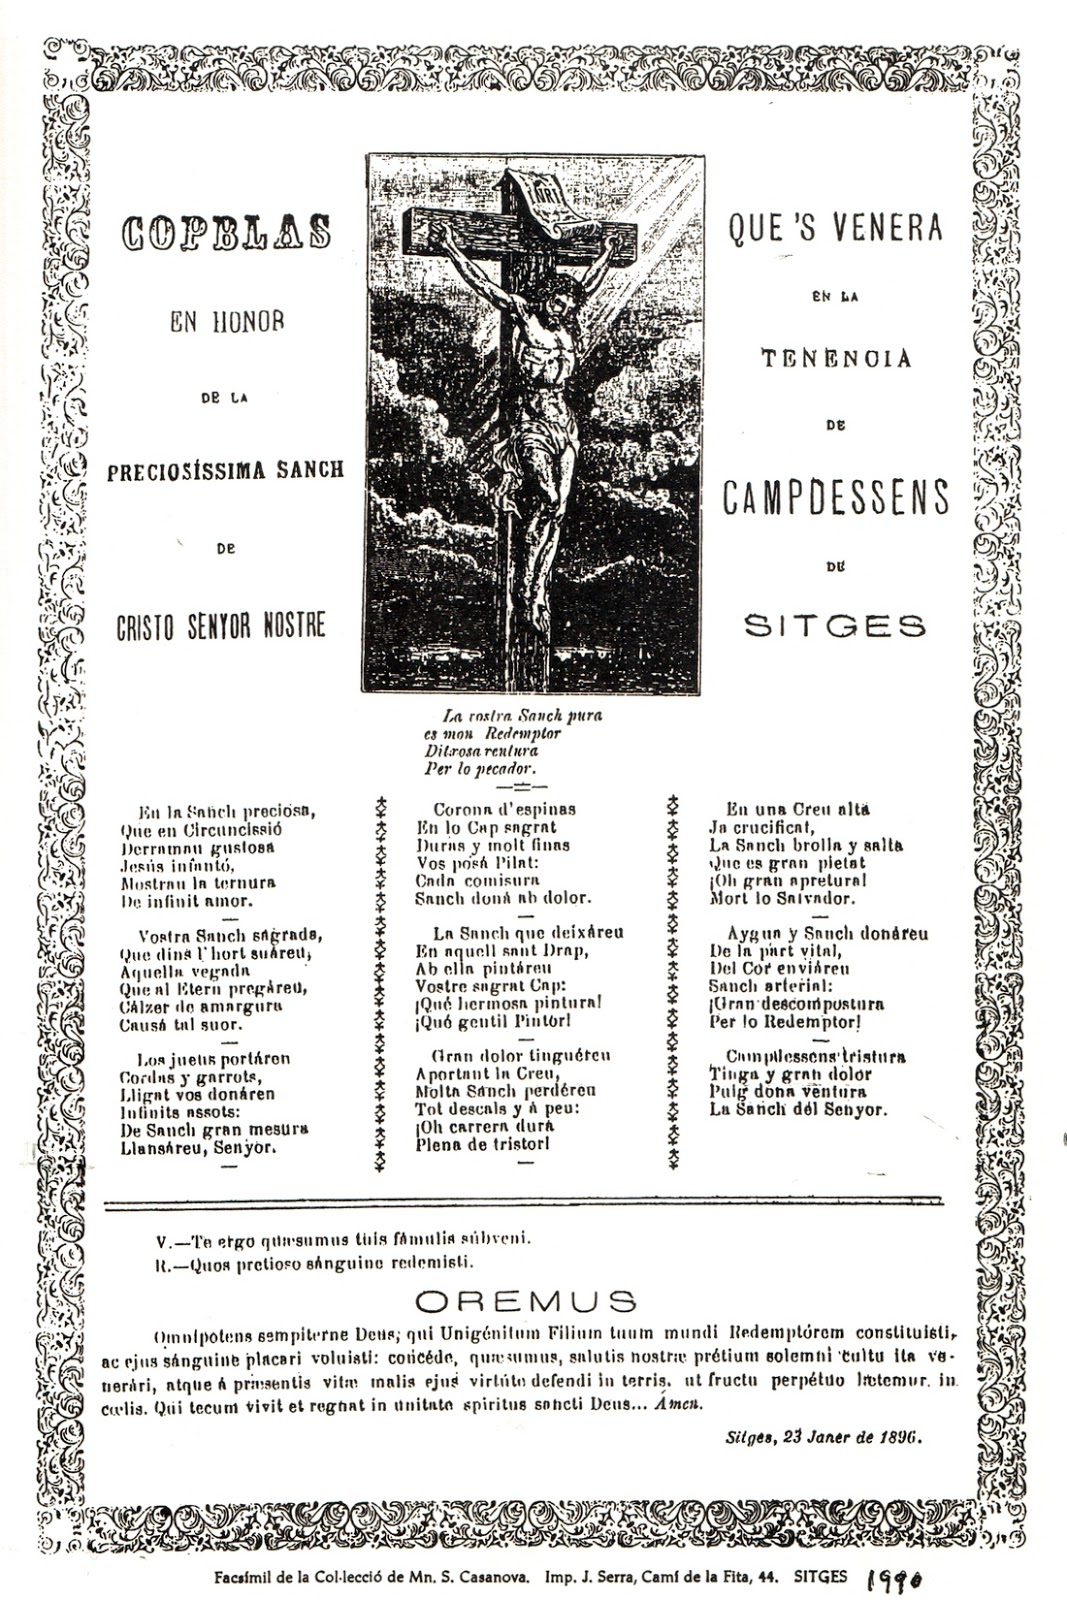 COPBLAS
EN HONOR
DE LA
PRECIOSÍSSIMA SANCH
DE
CRISTO SENYOR NOSTRE
INRI
QUE 'S VENERA
EN LA
TENENCIA
DE
CAMPDESSENS
DE
SITGES
La vostra Sanch pura
es mon Redemptor
Ditxosa ventura
Per lo pecador.
En la Sanch preciosa,
Que en Circuncissió
Derramau gustosa
Jesús infantó,
Mostrau la ternura
De infinit amor.
Vostra Sanch sagrada,
Que dins l'hort suáreu,
Aquella vegada
Que al Etern pregáreu,
Cálzer de amargura
Causá tal suor.
Los jueus portáren
Cordas y garrots,
Lligat vos donáren
Infinits assots:
De Sanch gran mesura
Llansáreu, Senyor.
Corona d'espinas
En lo Cap sagrat
Duras y molt finas
Vos posá Pilat:
Cada comisura
Sanch doná ab dolor.
La Sanch que deixáreu
En aquell sant Drap,
Ab ella pintáreu
Vostre sagrat Cap:
¡Qué hermosa pintura!
¡Qué gentil Pintor!
Gran dolor tinguéreu
Aportant la Creu,
Molta Sanch perdéreu
Tot descals y á peu:
¡Oh carrera dura
Plena de tristor!
En una Creu alta
Ja crucificat,
La Sanch brolla y salta
Que es gran pietat
¡Oh gran apretura!
Mort lo Salvador.
Aygua y Sanch donáreu
De la part vital,
Del Cor enviáreu
Sanch arterial:
¡Gran descompostura
Per lo Redemptor!
Campdessens tristura
Tinga y gran dolor
Puig dona ventura
La Sanch del Senyor.
V.—Te ergo quæsumus tuis fámulis súbveni.
R.—Quos pretioso sánguine redemisti.
OREMUS
Omnipotens sempiterne Deus, qui Unigénitum Filium tuum mundi Redemptórem constituisti,
ac ejus sánguine placari voluisti: concéde, quæsumus, salutis nostræ prétium solemni cultu ita ve-
nerári, atque á præsentis vitæ malis ejus virtúte defendi in terris, ut fructu perpétuo lætemur in
cœlis. Qui tecum vivit et regnat in unitate spiritus sancti Deus... Ámen.
Sitges, 23 Janer de 1896.
Facsímil de la Col·lecció de Mn. S. Casanova. Imp. J. Serra, Camí de la Fita, 44. SITGES 1990